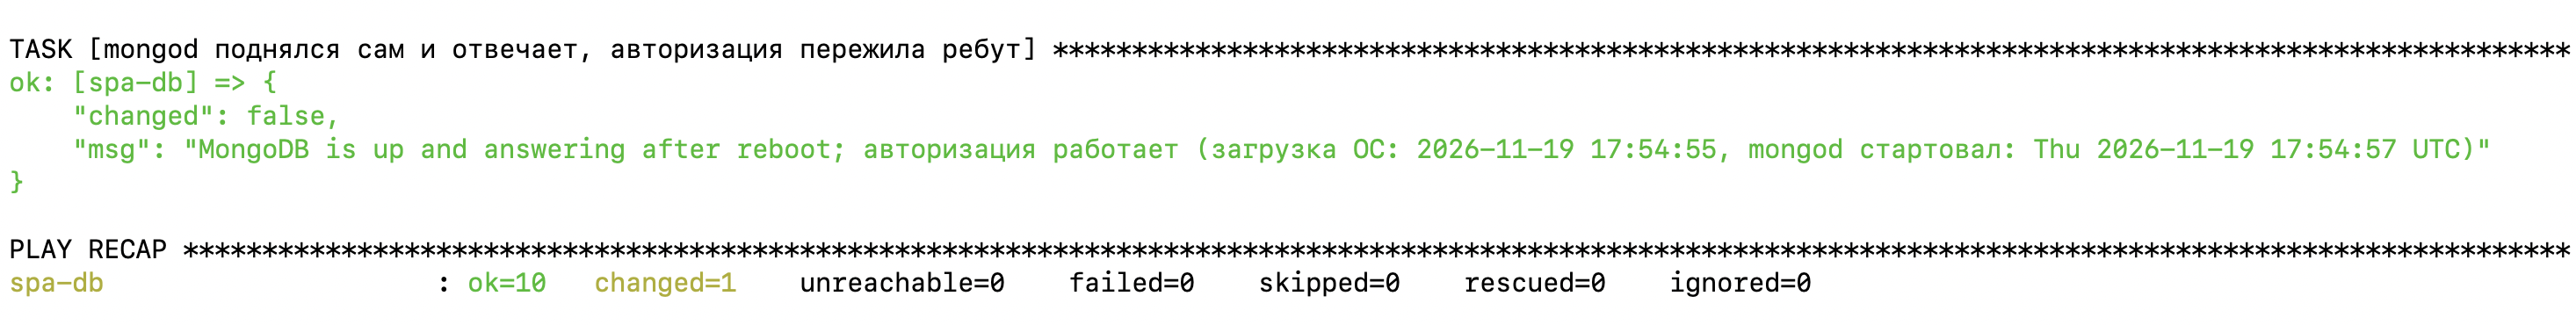 TASK [mongod поднялся сам и отвечает, авторизация пережила ребут] ************************************************************************************************
ok: [spa-db] => {
    "changed": false,
    "msg": "MongoDB is up and answering after reboot; авторизация работает (загрузка ОС: 2026-11-19 17:54:55, mongod стартовал: Thu 2026-11-19 17:54:57 UTC)"
}
PLAY RECAP *******************************************************************************************************************************************************
spa-db                     : ok=10   changed=1    unreachable=0    failed=0    skipped=0    rescued=0    ignored=0